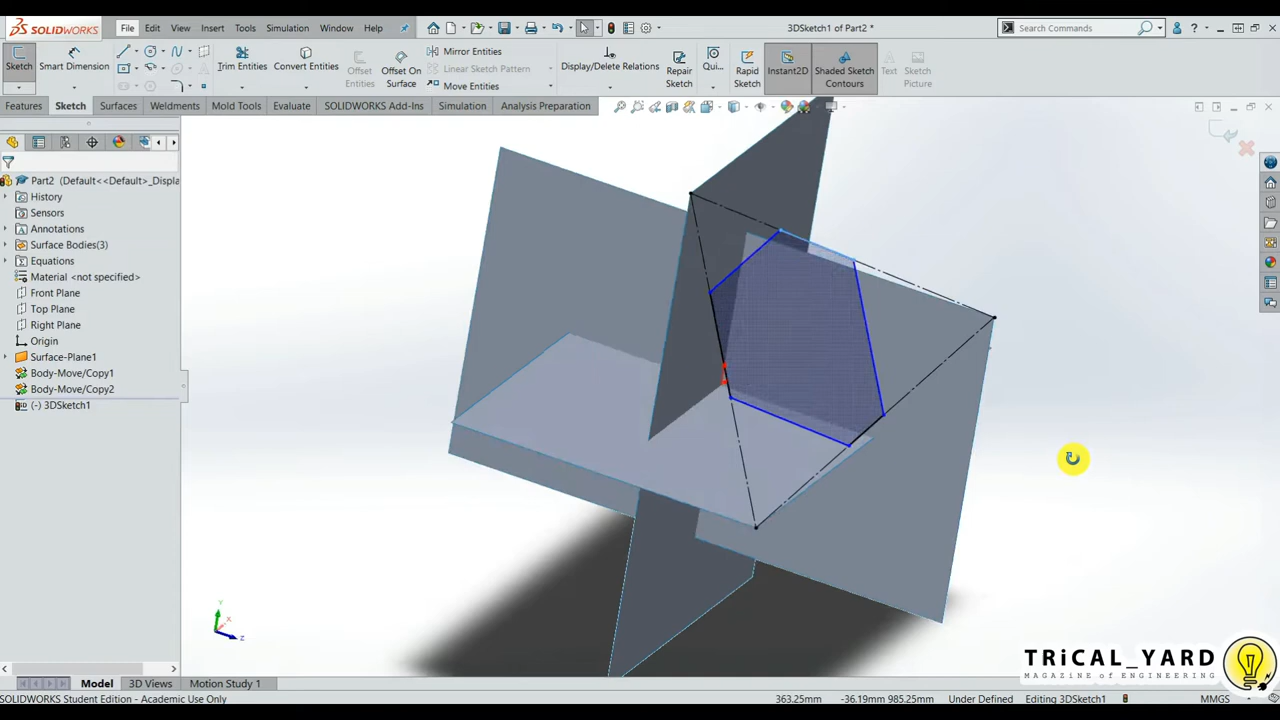 SOLIDWORKS File Edit View Insert Tools Simulation Window Help 3DSketch1 of Part2 * Search Commands ?
Sketch Smart Dimension Trim Entities Convert Entities Offset Entities Offset On Surface Mirror Entities Linear Sketch Pattern Move Entities Display/Delete Relations Repair Sketch Qui... Rapid Sketch Instant2D Shaded Sketch Contours Text Sketch Picture
Features Sketch Surfaces Weldments Mold Tools Evaluate SOLIDWORKS Add-Ins Simulation Analysis Preparation
Part2 (Default<<Default>_Displa
History
Sensors
Annotations
Surface Bodies(3)
Equations
Material <not specified>
Front Plane
Top Plane
Right Plane
Origin
Surface-Plane1
Body-Move/Copy1
Body-Move/Copy2
(-) 3DSketch1
Y
X
Z
TRiCAL_YARD
MAGAZINE of ENGINEERING
Model 3D Views Motion Study 1
SOLIDWORKS Student Edition - Academic Use Only 363.25mm -36.19mm 985.25mm Under Defined Editing 3DSketch1 MMGS